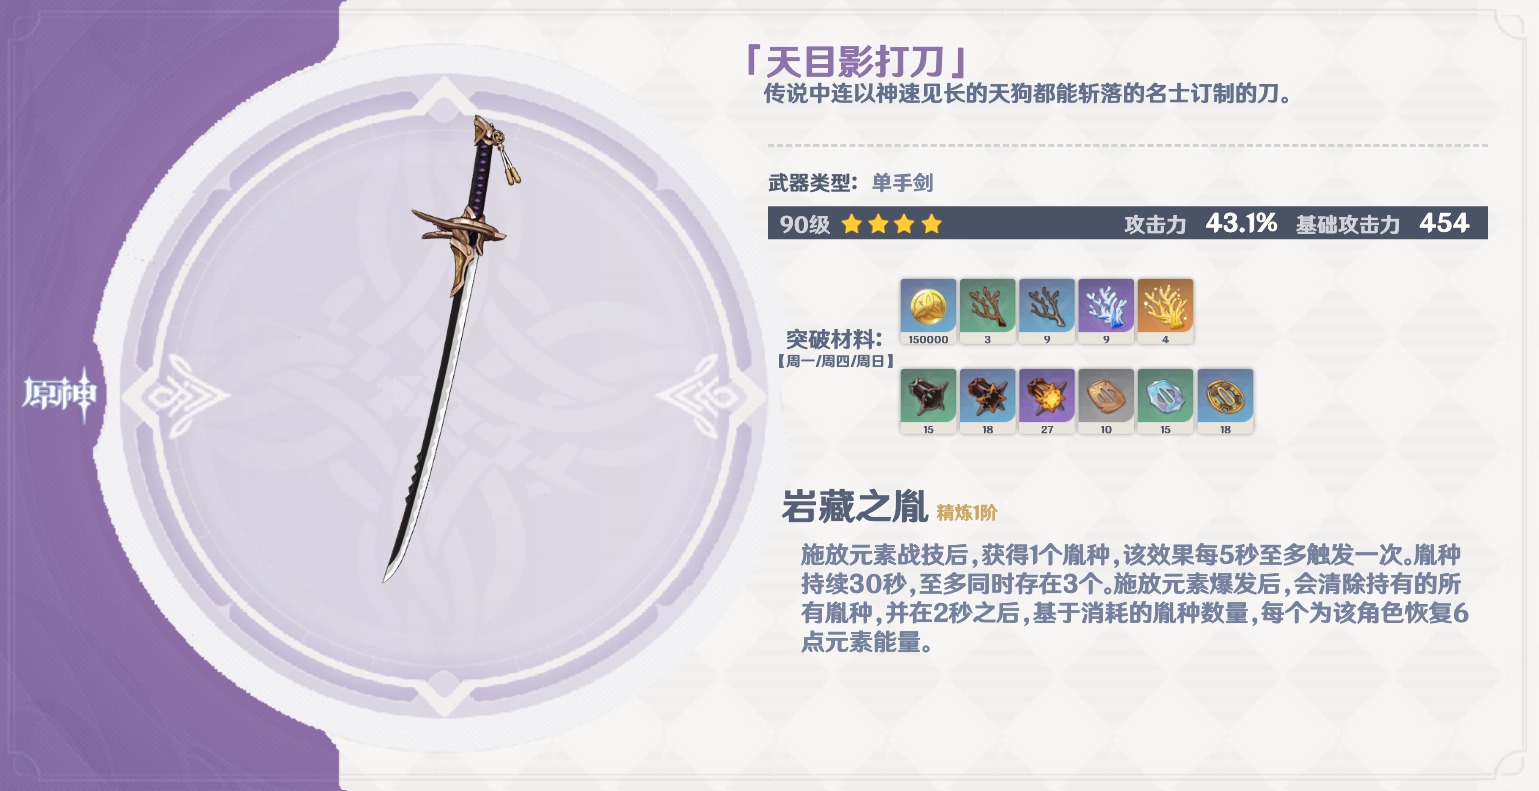 「天目影打刀」
传说中连以神速见长的天狗都能斩落的名士订制的刀。
武器类型：单手剑
90级 攻击力 43.1% 基础攻击力 454
突破材料：
【周一/周四/周日】
150000 3 9 9 4
15 18 27 10 15 18
原神
岩藏之胤 精炼1阶
施放元素战技后,获得1个胤种,该效果每5秒至多触发一次。胤种
持续30秒,至多同时存在3个。施放元素爆发后,会清除持有的所
有胤种,并在2秒之后,基于消耗的胤种数量,每个为该角色恢复6
点元素能量。